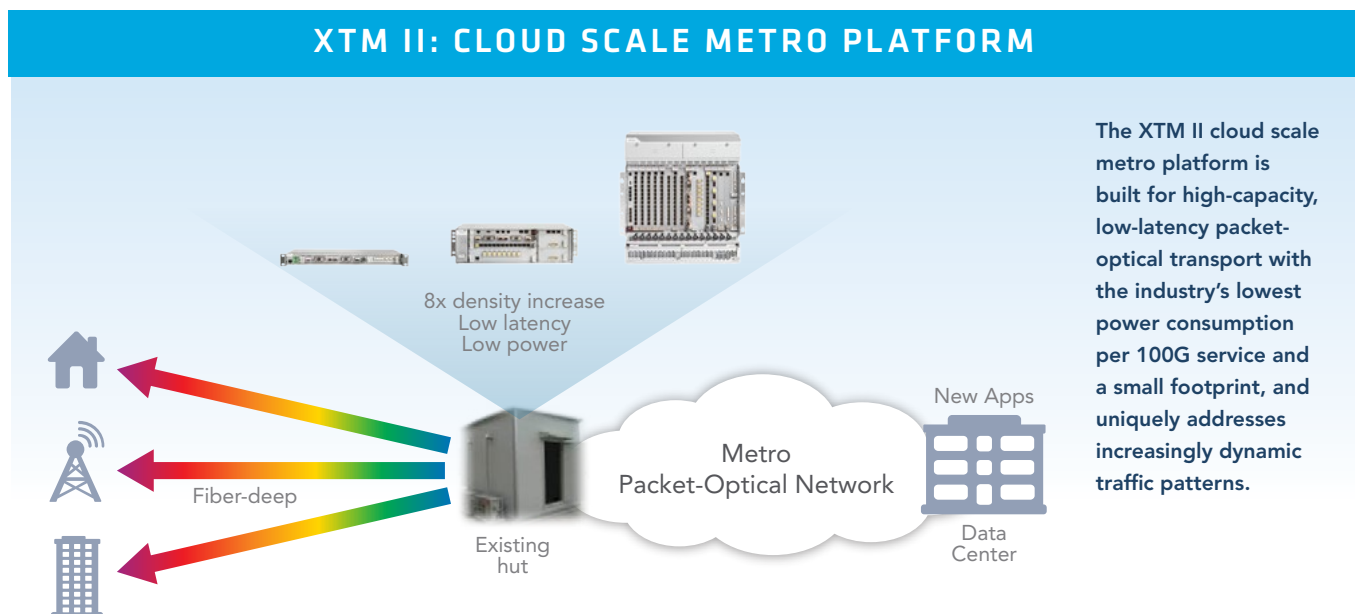 XTM II: CLOUD SCALE METRO PLATFORM
8x density increase
Low latency
Low power
Fiber-deep
Existing
hut
Metro
Packet-Optical Network
New Apps
Data
Center
The XTM II cloud scale
metro platform is
built for high-capacity,
low-latency packet-
optical transport with
the industry’s lowest
power consumption
per 100G service and
a small footprint, and
uniquely addresses
increasingly dynamic
traffic patterns.